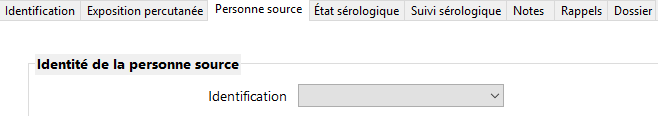 Identification Exposition percutanée Personne source État sérologique Suivi sérologique Notes Rappels Dossier
Identité de la personne source
Identification